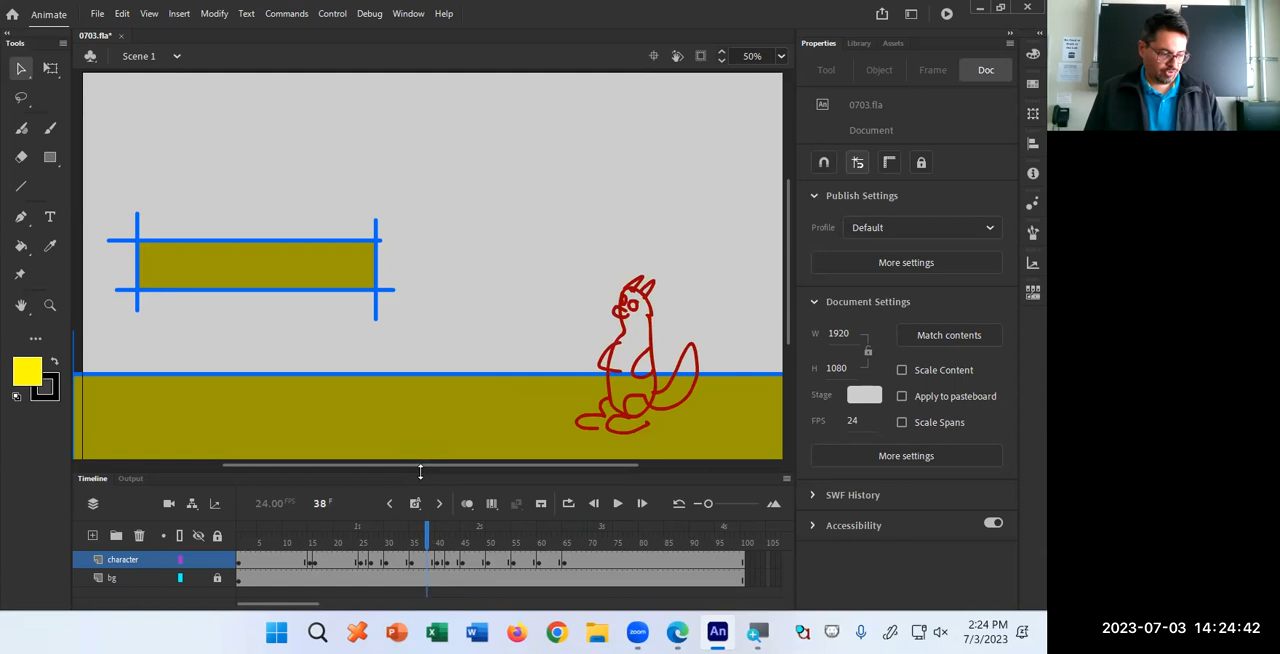 Animate File Edit View Insert Modify Text Commands Control Debug Window Help
0703.fla* ×
Tools Scene 1 50%
Properties Library Assets
Tool Object Frame Doc
An 0703.fla
Document
Publish Settings
Profile Default
More settings
Document Settings
W 1920 Match contents
H 1080 Scale Content
Stage Apply to pasteboard
FPS 24 Scale Spans
More settings
SWF History
Accessibility
Timeline Output
24.00 FPS 38 F
1s 2s 3s 4s
5 10 15 20 25 30 35 40 45 50 55 60 65 70 75 80 85 90 95 100 105
character
bg
2:24 PM
7/3/2023
2023-07-03 14:24:42